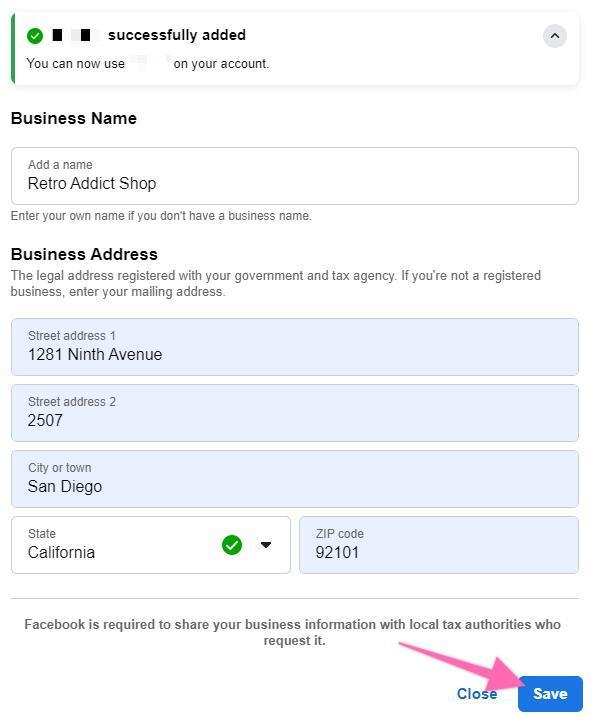 successfully added
You can now use on your account.
Business Name
Add a name
Retro Addict Shop
Enter your own name if you don't have a business name.
Business Address
The legal address registered with your government and tax agency. If you're not a registered
business, enter your mailing address.
Street address 1
1281 Ninth Avenue
Street address 2
2507
City or town
San Diego
State
California
ZIP code
92101
Facebook is required to share your business information with local tax authorities who
request it.
Close
Save